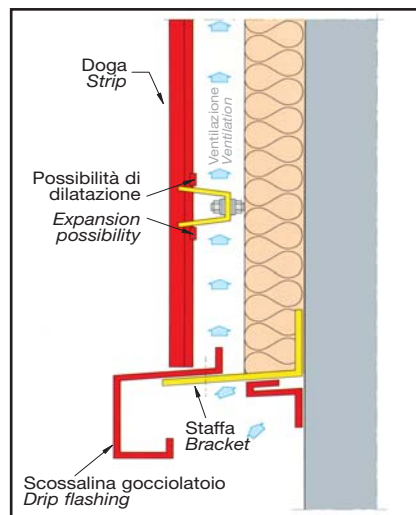 Doga
Strip
Ventilazione
Ventilation
Possibilità di
dilatazione
Expansion
possibility
Staffa
Bracket
Scossalina gocciolatoio
Drip flashing